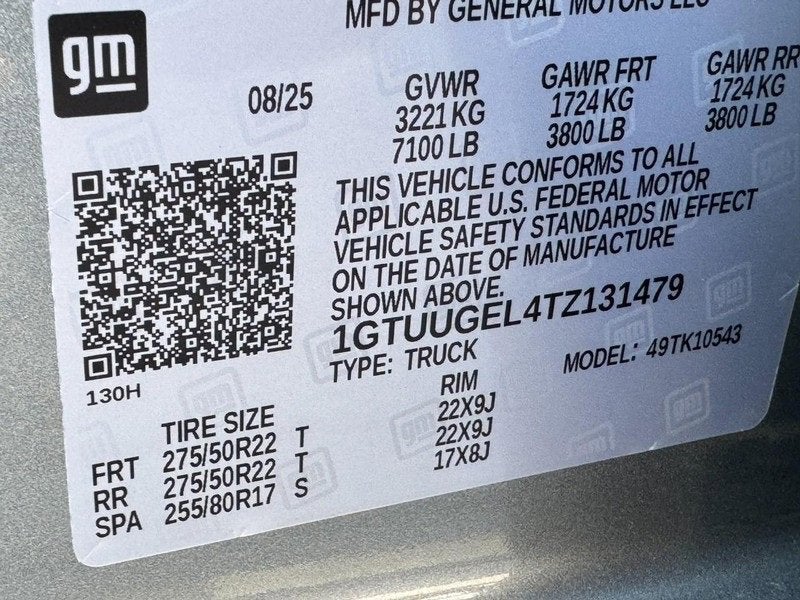 MFD BY GENERAL MOTORS LLC
gm
08/25
GVWR GAWR FRT GAWR RR
3221 KG 1724 KG 1724 KG
7100 LB 3800 LB 3800 LB
THIS VEHICLE CONFORMS TO ALL
APPLICABLE U.S. FEDERAL MOTOR
VEHICLE SAFETY STANDARDS IN EFFECT
ON THE DATE OF MANUFACTURE
SHOWN ABOVE.
1GTUUGEL4TZ131479
TYPE: TRUCK MODEL: 49TK10543
130H
TIRE SIZE RIM
FRT 275/50R22 T 22X9J
RR 275/50R22 T 22X9J
SPA 255/80R17 S 17X8J